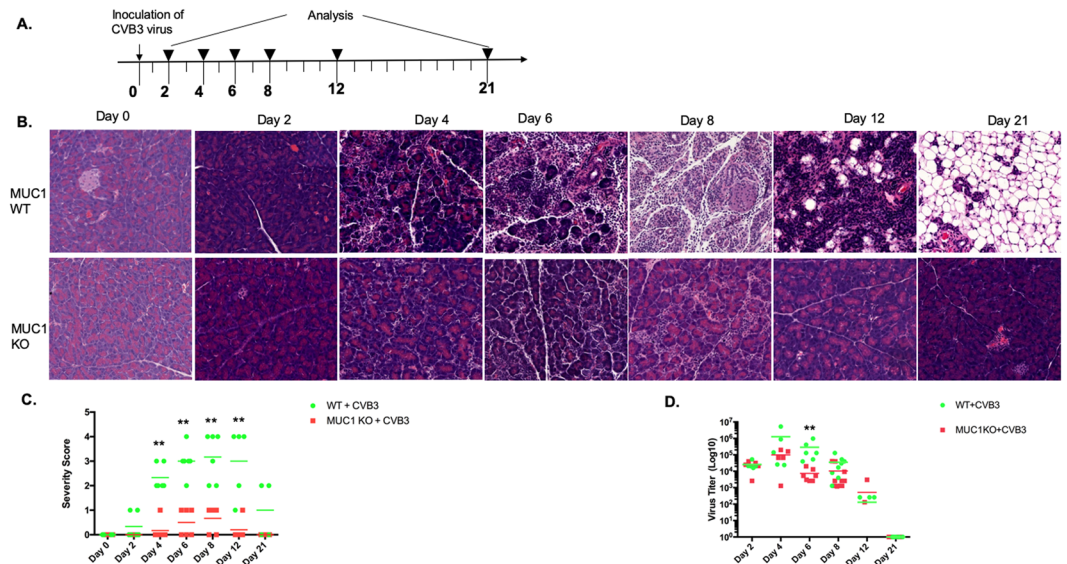 A.
Inoculation of
CVB3 virus
Analysis
0 2 4 6 8 12 21
B.
Day 0 Day 2 Day 4 Day 6 Day 8 Day 12 Day 21
MUC1
WT
MUC1
KO
C.
WT + CVB3
MUC1 KO + CVB3
Severity Score
5
4
3
2
1
0
** ** ** **
Day 0 Day 2 Day 4 Day 6 Day 8 Day 12 Day 21
D.
WT+CVB3
MUC1KO+CVB3
Virus Titer (Log10)
10⁷
10⁶
10⁵
10⁴
10³
10²
10¹
10⁰
**
Day 2 Day 4 Day 6 Day 8 Day 12 Day 21